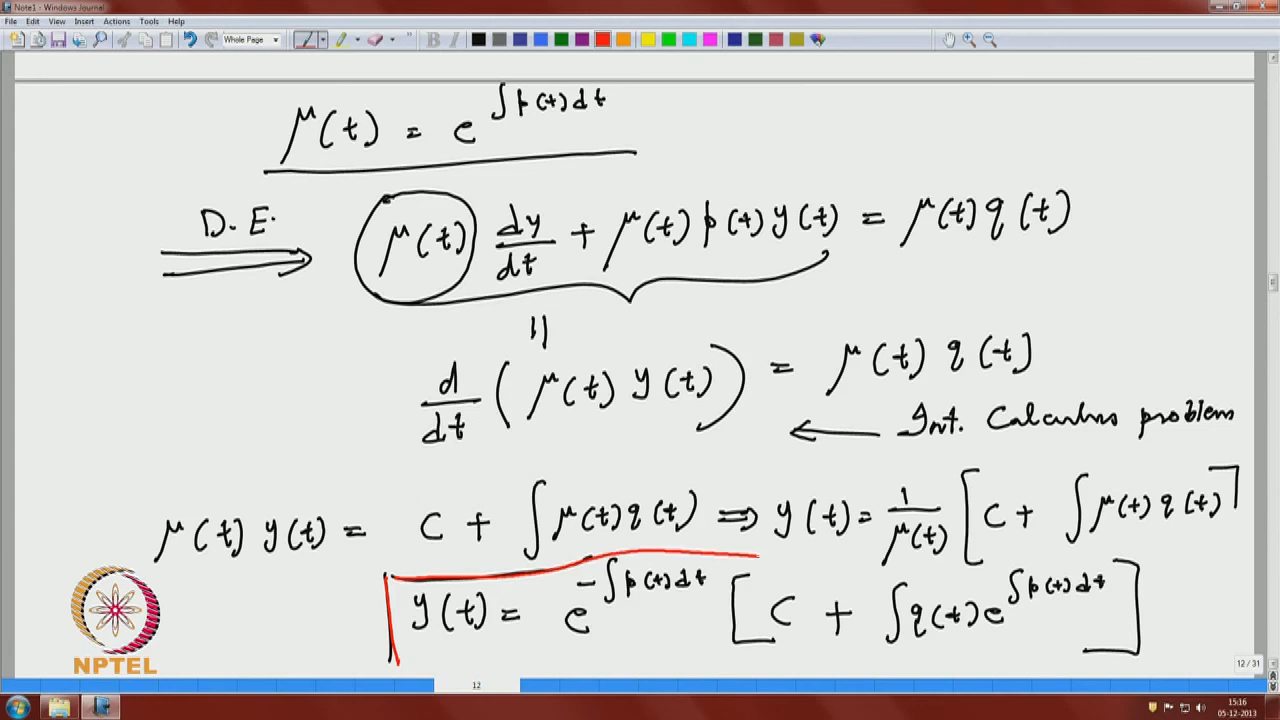 Note1 - Windows Journal
File Edit View Insert Actions Tools Help
Whole Page
μ(t) = e^{∫p(t)dt}
D.E. ⟹ μ(t) dy/dt + μ(t) p(t) y(t) = μ(t) q(t)
||
d/dt ( μ(t) y(t) ) = μ(t) q(t)
← Int. Calculus problem
μ(t) y(t) = C + ∫μ(t) q(t) ⟹ y(t) = 1/μ(t) [ C + ∫μ(t) q(t) ]
y(t) = e^{-∫p(t)dt} [ C + ∫q(t) e^{∫p(t)dt} ]
NPTEL
12
12 / 31
15:16
05-12-2013